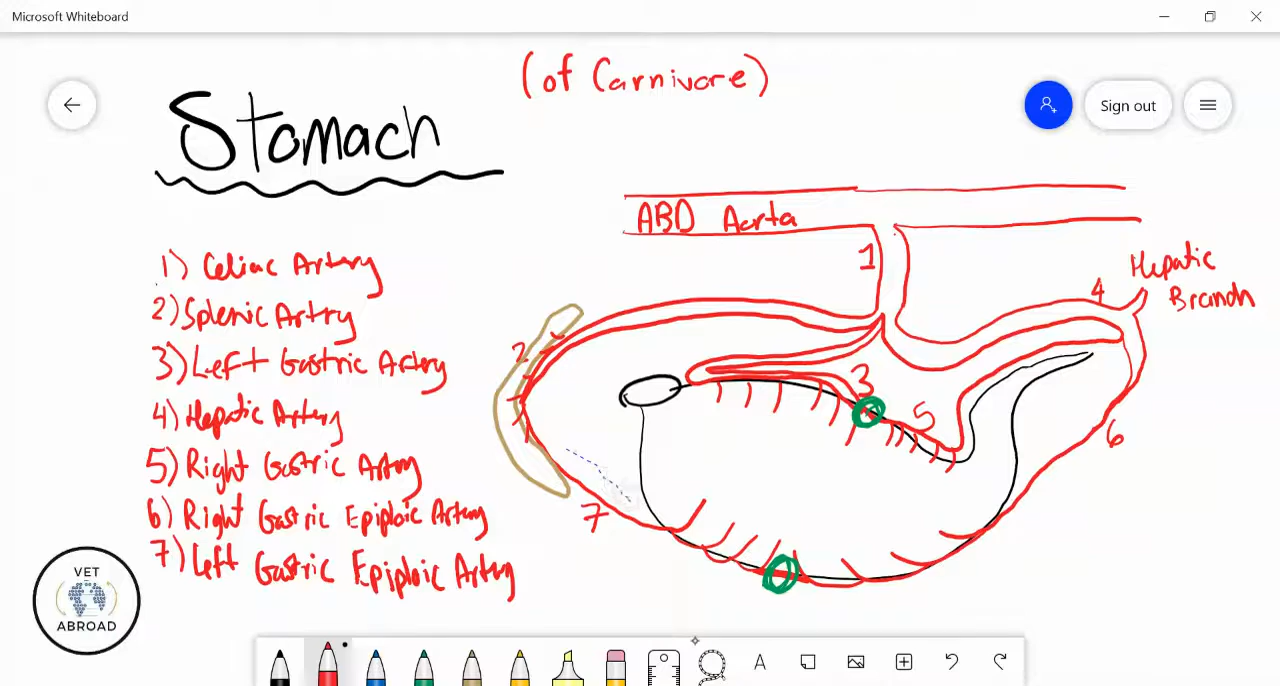 Microsoft Whiteboard
(of Carnivore)
Stomach
Sign out
ABD Aorta
1
Hepatic
Branch
4
1) Celiac Artery
2) Splenic Artry
3) Left Gastric Artery
4) Hepatic Artery
5) Right Gastric Artery
6) Right Gastric Epiploic Artery
7) Left Gastric Epiploic Artery
2
3
5
6
7
VET
ABROAD
A